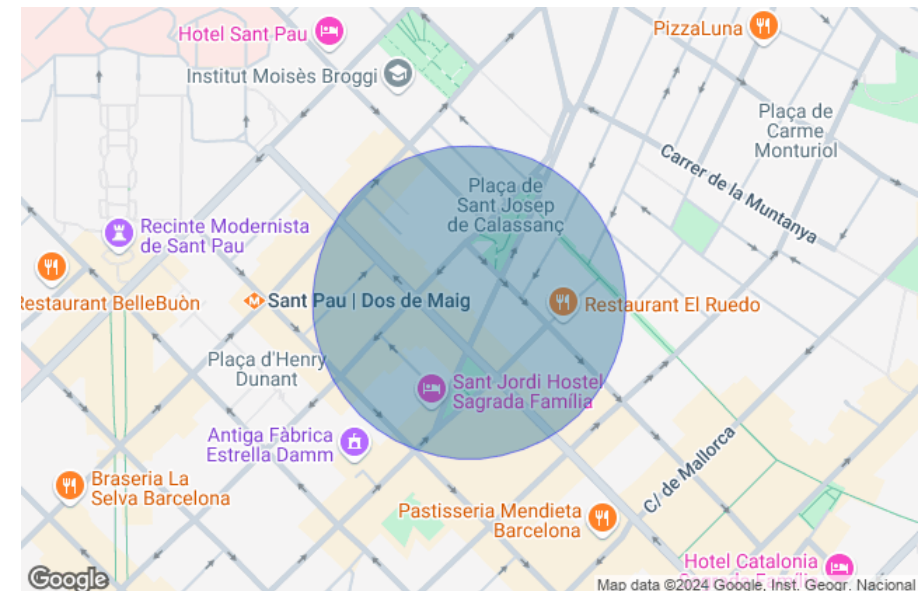 Hotel Sant Pau
PizzaLuna
Institut Moisès Broggi
Plaça de
Carme
Monturiol
Carrer de la Muntanya
Plaça de
Sant Josep
de Calassanç
Recinte Modernista
de Sant Pau
Restaurant BelleBuòn
Sant Pau | Dos de Maig
Restaurant El Ruedo
Plaça d'Henry
Dunant
Sant Jordi Hostel
Sagrada Família
Antiga Fàbrica
Estrella Damm
C/ de Mallorca
Braseria La
Selva Barcelona
Pastisseria Mendieta
Barcelona
Hotel Catalonia
Sagrada Família
Google
Map data ©2024 Google, Inst. Geogr. Nacional